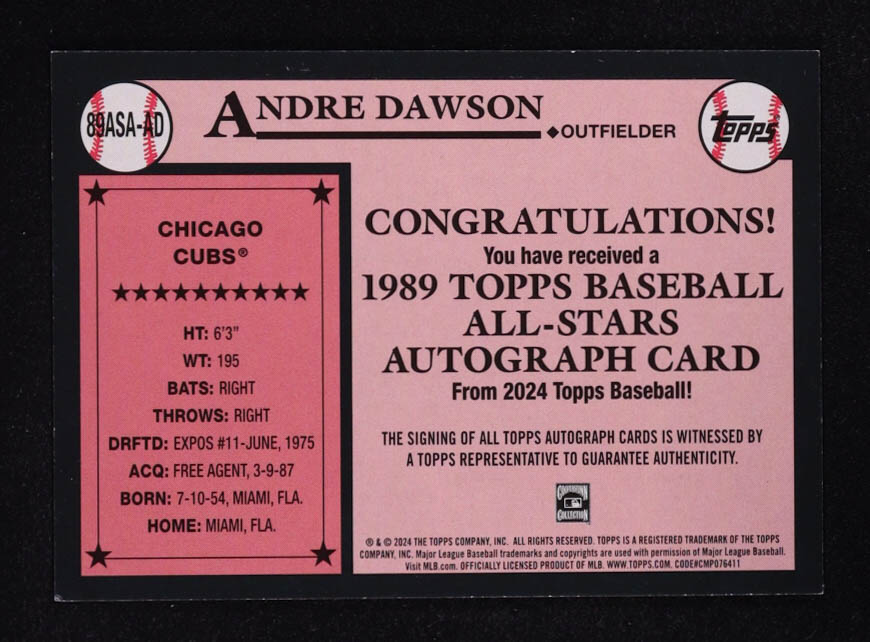 89ASA-AD
ANDRE DAWSON
◆OUTFIELDER
Topps®
CHICAGO
CUBS®
★★★★★★★★★★
HT: 6'3"
WT: 195
BATS: RIGHT
THROWS: RIGHT
DRFTD: EXPOS #11-JUNE, 1975
ACQ: FREE AGENT, 3-9-87
BORN: 7-10-54, MIAMI, FLA.
HOME: MIAMI, FLA.
CONGRATULATIONS!
You have received a
1989 TOPPS BASEBALL
ALL-STARS
AUTOGRAPH CARD
From 2024 Topps Baseball!
THE SIGNING OF ALL TOPPS AUTOGRAPH CARDS IS WITNESSED BY
A TOPPS REPRESENTATIVE TO GUARANTEE AUTHENTICITY.
COOPERSTOWN
COLLECTION
® & © 2024 THE TOPPS COMPANY, INC. ALL RIGHTS RESERVED. TOPPS IS A REGISTERED TRADEMARK OF THE TOPPS
COMPANY, INC. Major League Baseball trademarks and copyrights are used with permission of Major League Baseball.
Visit MLB.com. OFFICIALLY LICENSED PRODUCT OF MLB. WWW.TOPPS.COM. CODE#CMP076411